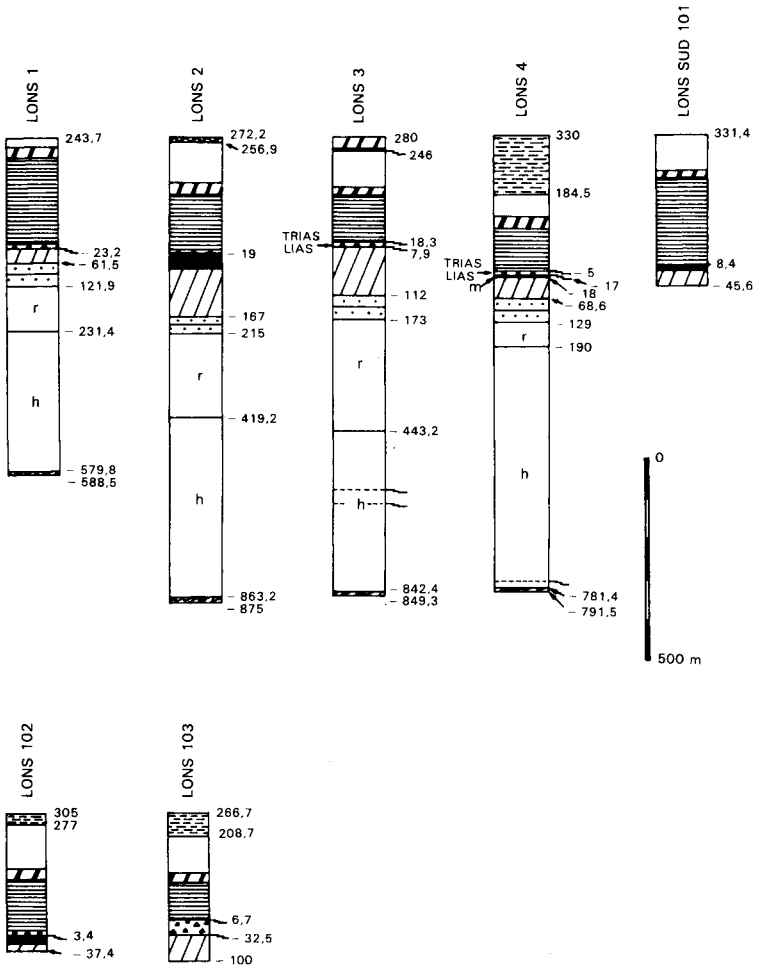 LONS 1
243,7
- 23,2
- 61,5
- 121,9
r
- 231,4
h
- 579,8
- 588,5
LONS 2
272,2
256,9
- 19
- 167
- 215
r
- 419,2
h
- 863,2
- 875
LONS 3
280
246
TRIAS
LIAS
18,3
7,9
- 112
- 173
r
- 443,2
h
- 842,4
- 849,3
LONS 4
330
184,5
TRIAS
LIAS
m
- 5
- 17
- 18
- 68,6
- 129
r
- 190
h
- 781,4
- 791,5
LONS SUD 101
331,4
8,4
- 45,6
0
500 m
LONS 102
305
277
3,4
- 37,4
LONS 103
266,7
208,7
6,7
- 32,5
- 100